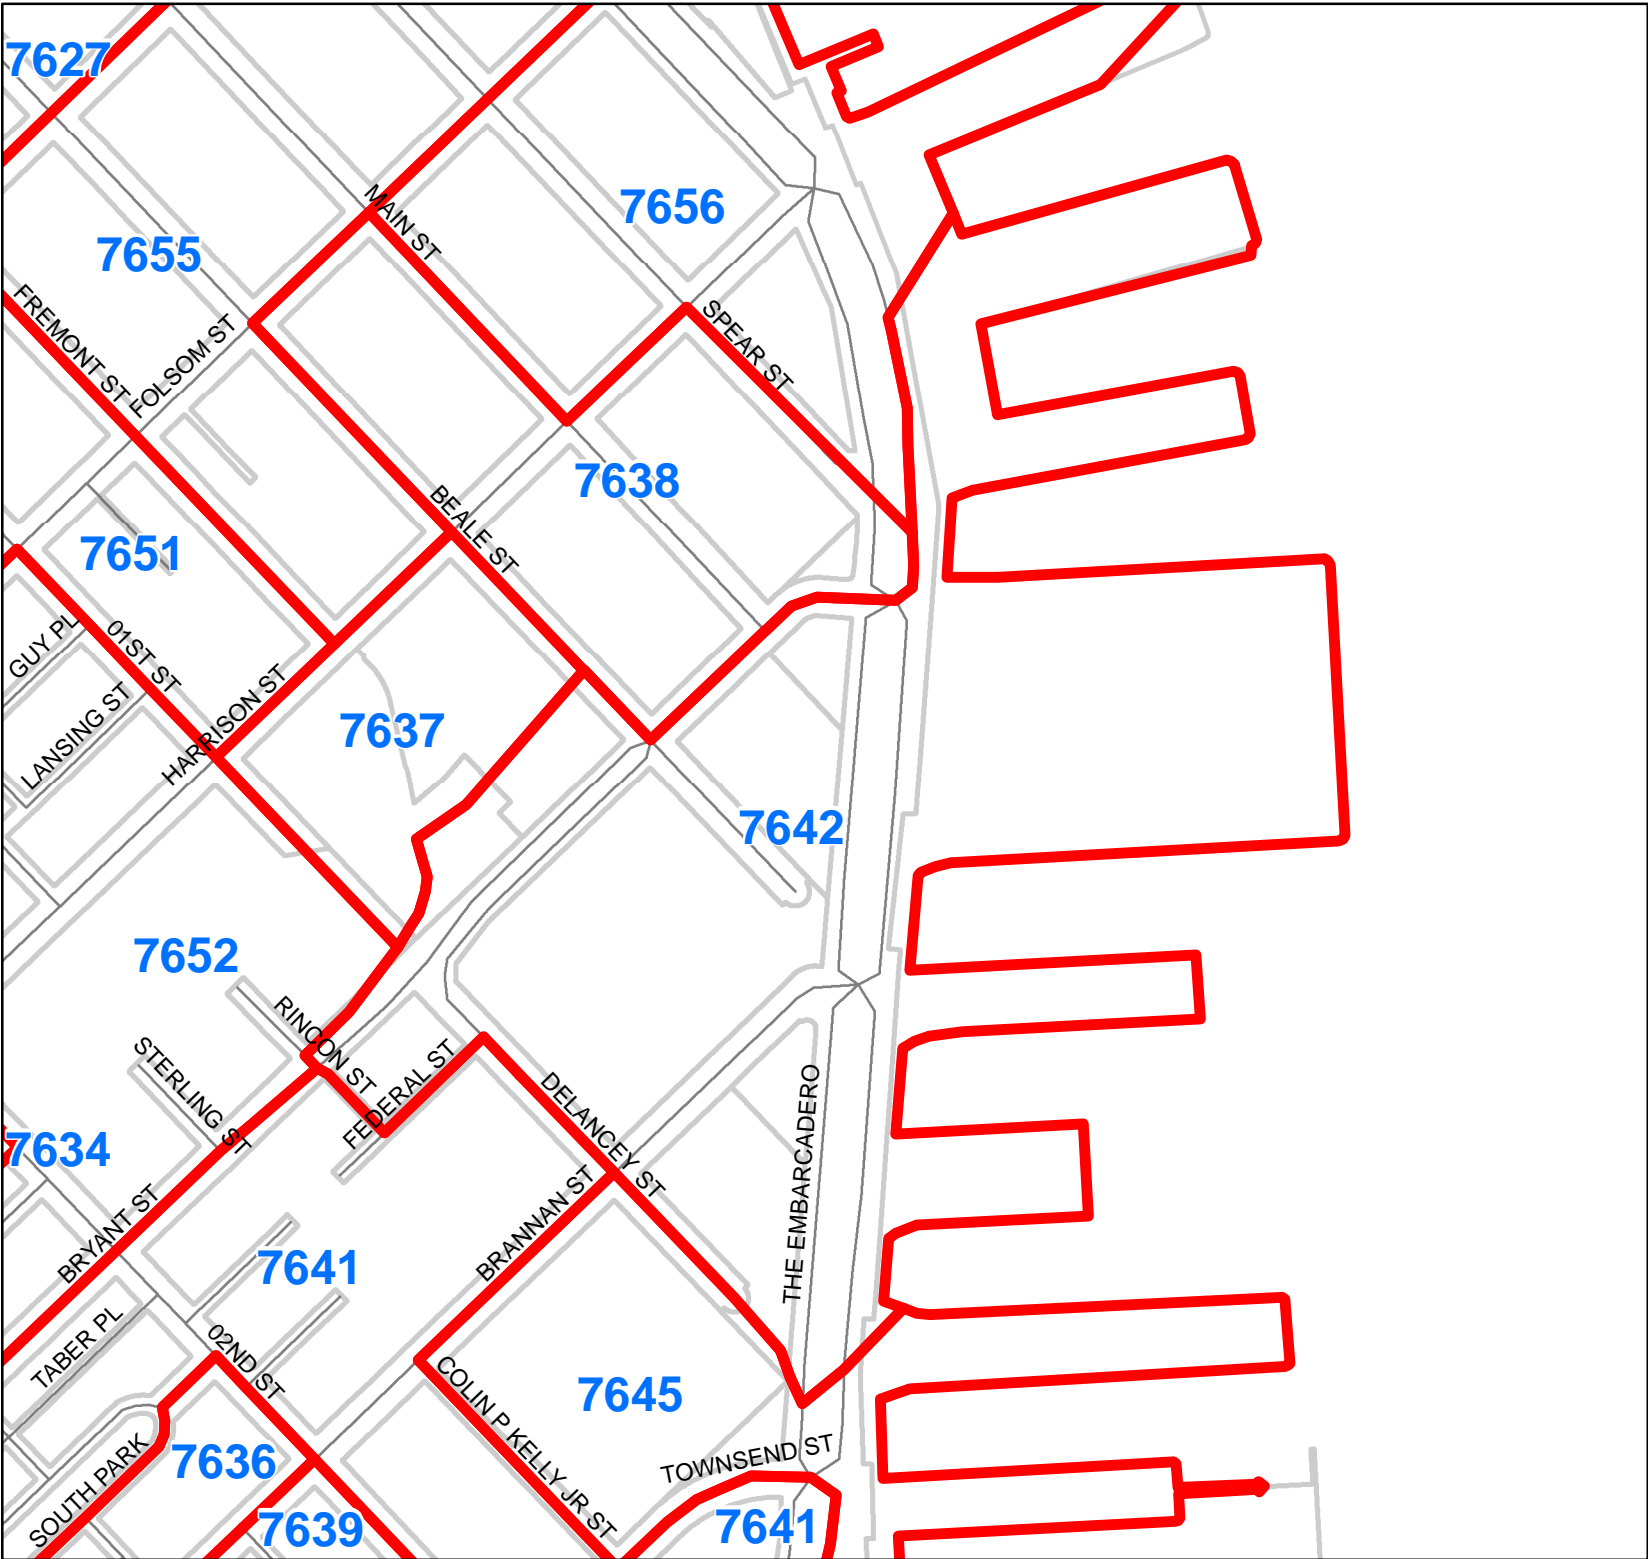 7627
MAIN ST
7656
7655
FREMONT ST
FOLSOM ST
SPEAR ST
7638
BEALE ST
7651
GUY PL
01ST ST
LANSING ST
HARRISON ST
7637
7642
7652
RINCON ST
STERLING ST
FEDERAL ST
DELANCEY ST
THE EMBARCADERO
7634
BRYANT ST
BRANNAN ST
7641
TABER PL
02ND ST
COLIN P KELLY JR ST
7645
TOWNSEND ST
7636
SOUTH PARK
7639
7641